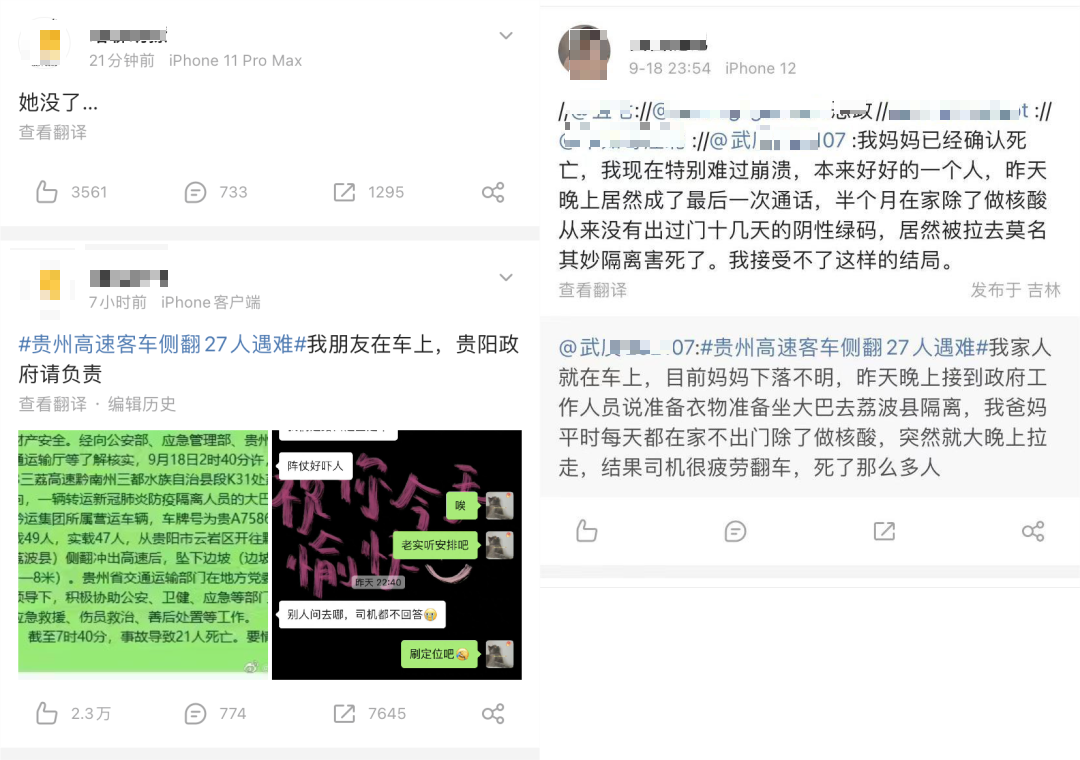 21分钟前 iPhone 11 Pro Max
她没了...
查看翻译
3561 733 1295
7小时前 iPhone客户端
#贵州高速客车侧翻27人遇难#我朋友在车上，贵阳政
府请负责
查看翻译 · 编辑历史
财产安全。经向公安部、应急管理部、贵州
通运输厅等了解核实，9月18日2时40分许，
三荔高速黔南州三都水族自治县段K31处
，一辆转运新冠肺炎防疫隔离人员的大巴
运集团所属营运车辆，车牌号为贵A7586
载49人，实载47人，从贵阳市云岩区开往
荔波县）侧翻冲出高速后，坠下边坡（边坡
—8米）。贵州省交通运输部门在地方党委
领导下，积极协助公安、卫健、应急等部门
应急救援、伤员救治、善后处置等工作。
截至7时40分，事故导致21人死亡。要情
阵仗好吓人
唉
老实听安排吧
昨天 22:40
别人问去哪，司机都不回答😭
刷定位吧
2.3万 774 7645
9-18 23:54 iPhone 12
://@ //
:// @武 107 :我妈妈已经确认死
亡，我现在特别难过崩溃，本来好好的一个人，昨天
晚上居然成了最后一次通话，半个月在家除了做核酸
从来没有出过门十几天的阴性绿码，居然被拉去莫名
其妙隔离害死了。我接受不了这样的结局。
查看翻译 发布于 吉林
@武 07:#贵州高速客车侧翻27人遇难#我家人
就在车上，目前妈妈下落不明，昨天晚上接到政府工
作人员说准备衣物准备坐大巴去荔波县隔离，我爸妈
平时每天都在家不出门除了做核酸，突然就大晚上拉
走，结果司机很疲劳翻车，死了那么多人